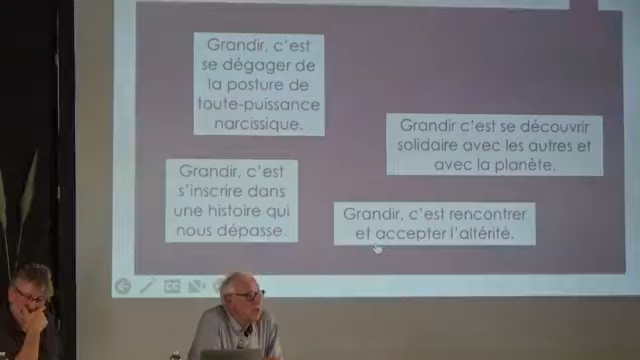 Grandir, c'est
se dégager de
la posture de
toute-puissance
narcissique.
Grandir c'est se découvrir
solidaire avec les autres et
avec la planète.
Grandir, c'est
s'inscrire dans
une histoire qui
nous dépasse.
Grandir, c'est rencontrer
et accepter l'altérité.
CC